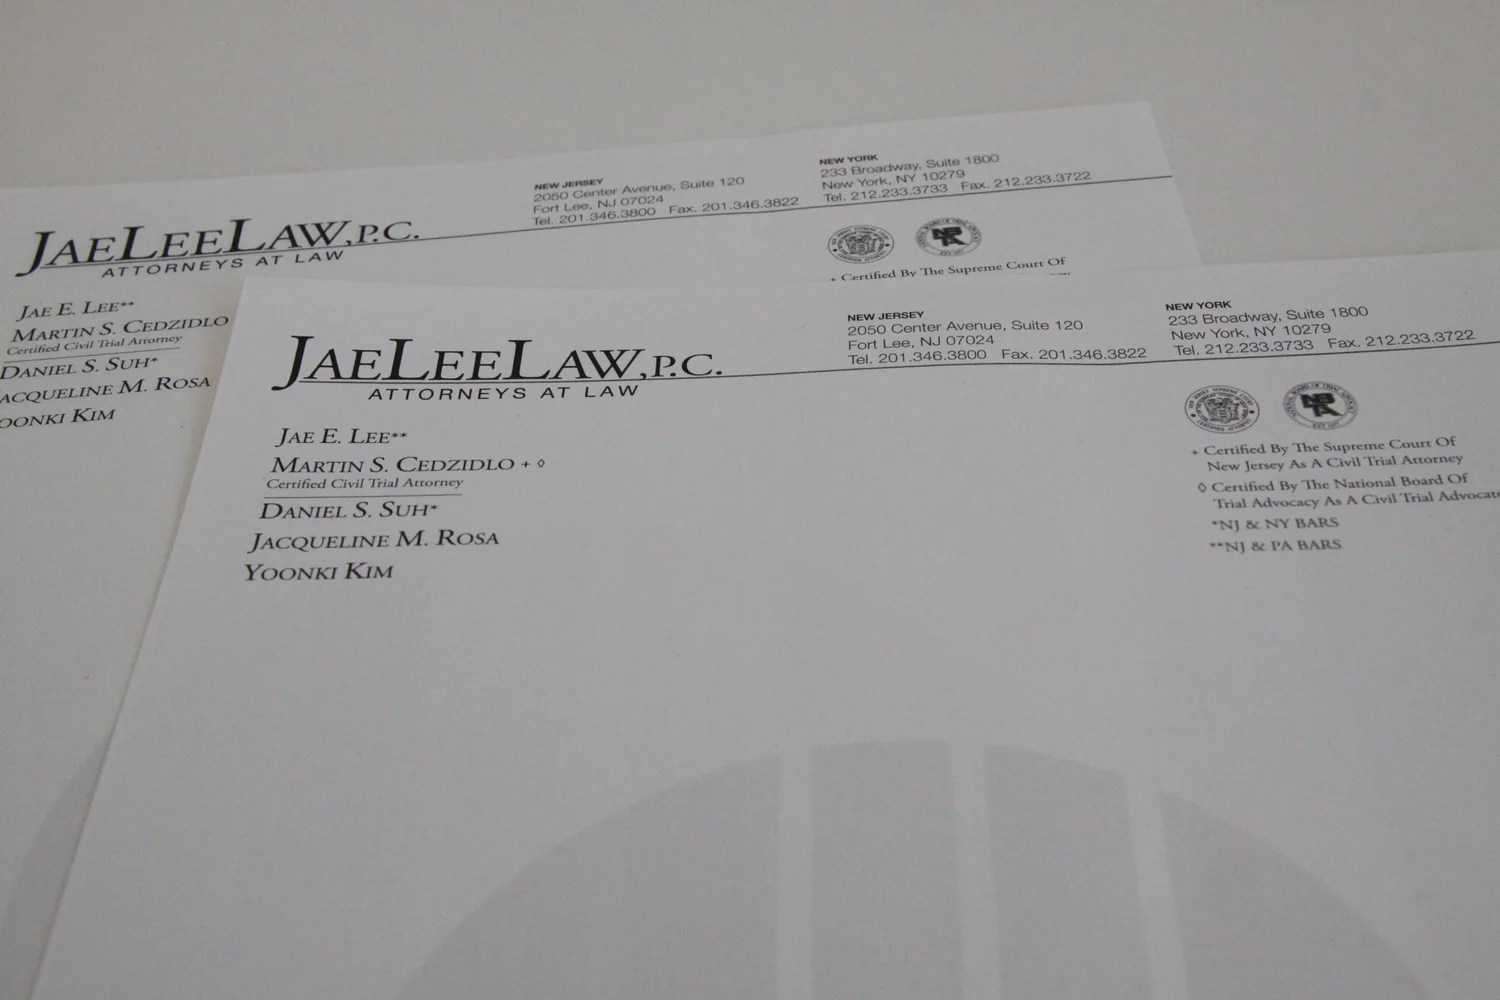 NEW YORK
233 Broadway, Suite 1800
New York, NY 10279
Tel. 212.233.3733 Fax. 212.233.3722
NEW JERSEY
2050 Center Avenue, Suite 120
Fort Lee, NJ 07024
Tel. 201.346.3800 Fax. 201.346.3822
JAELEELAW, P.C.
ATTORNEYS AT LAW
+ Certified By The Supreme Court Of
JAE E. LEE**
MARTIN S. CEDZIDLO
Certified Civil Trial Attorney
DANIEL S. SUH*
ACQUELINE M. ROSA
OONKI KIM
NEW YORK
233 Broadway, Suite 1800
New York, NY 10279
Tel. 212.233.3733 Fax. 212.233.3722
NEW JERSEY
2050 Center Avenue, Suite 120
Fort Lee, NJ 07024
Tel. 201.346.3800 Fax. 201.346.3822
JAELEELAW, P.C.
ATTORNEYS AT LAW
JAE E. LEE**
MARTIN S. CEDZIDLO + ◊
Certified Civil Trial Attorney
DANIEL S. SUH*
JACQUELINE M. ROSA
YOONKI KIM
NBTA
+ Certified By The Supreme Court Of
New Jersey As A Civil Trial Attorney
◊ Certified By The National Board Of
Trial Advocacy As A Civil Trial Advocate
*NJ & NY BARS
**NJ & PA BARS